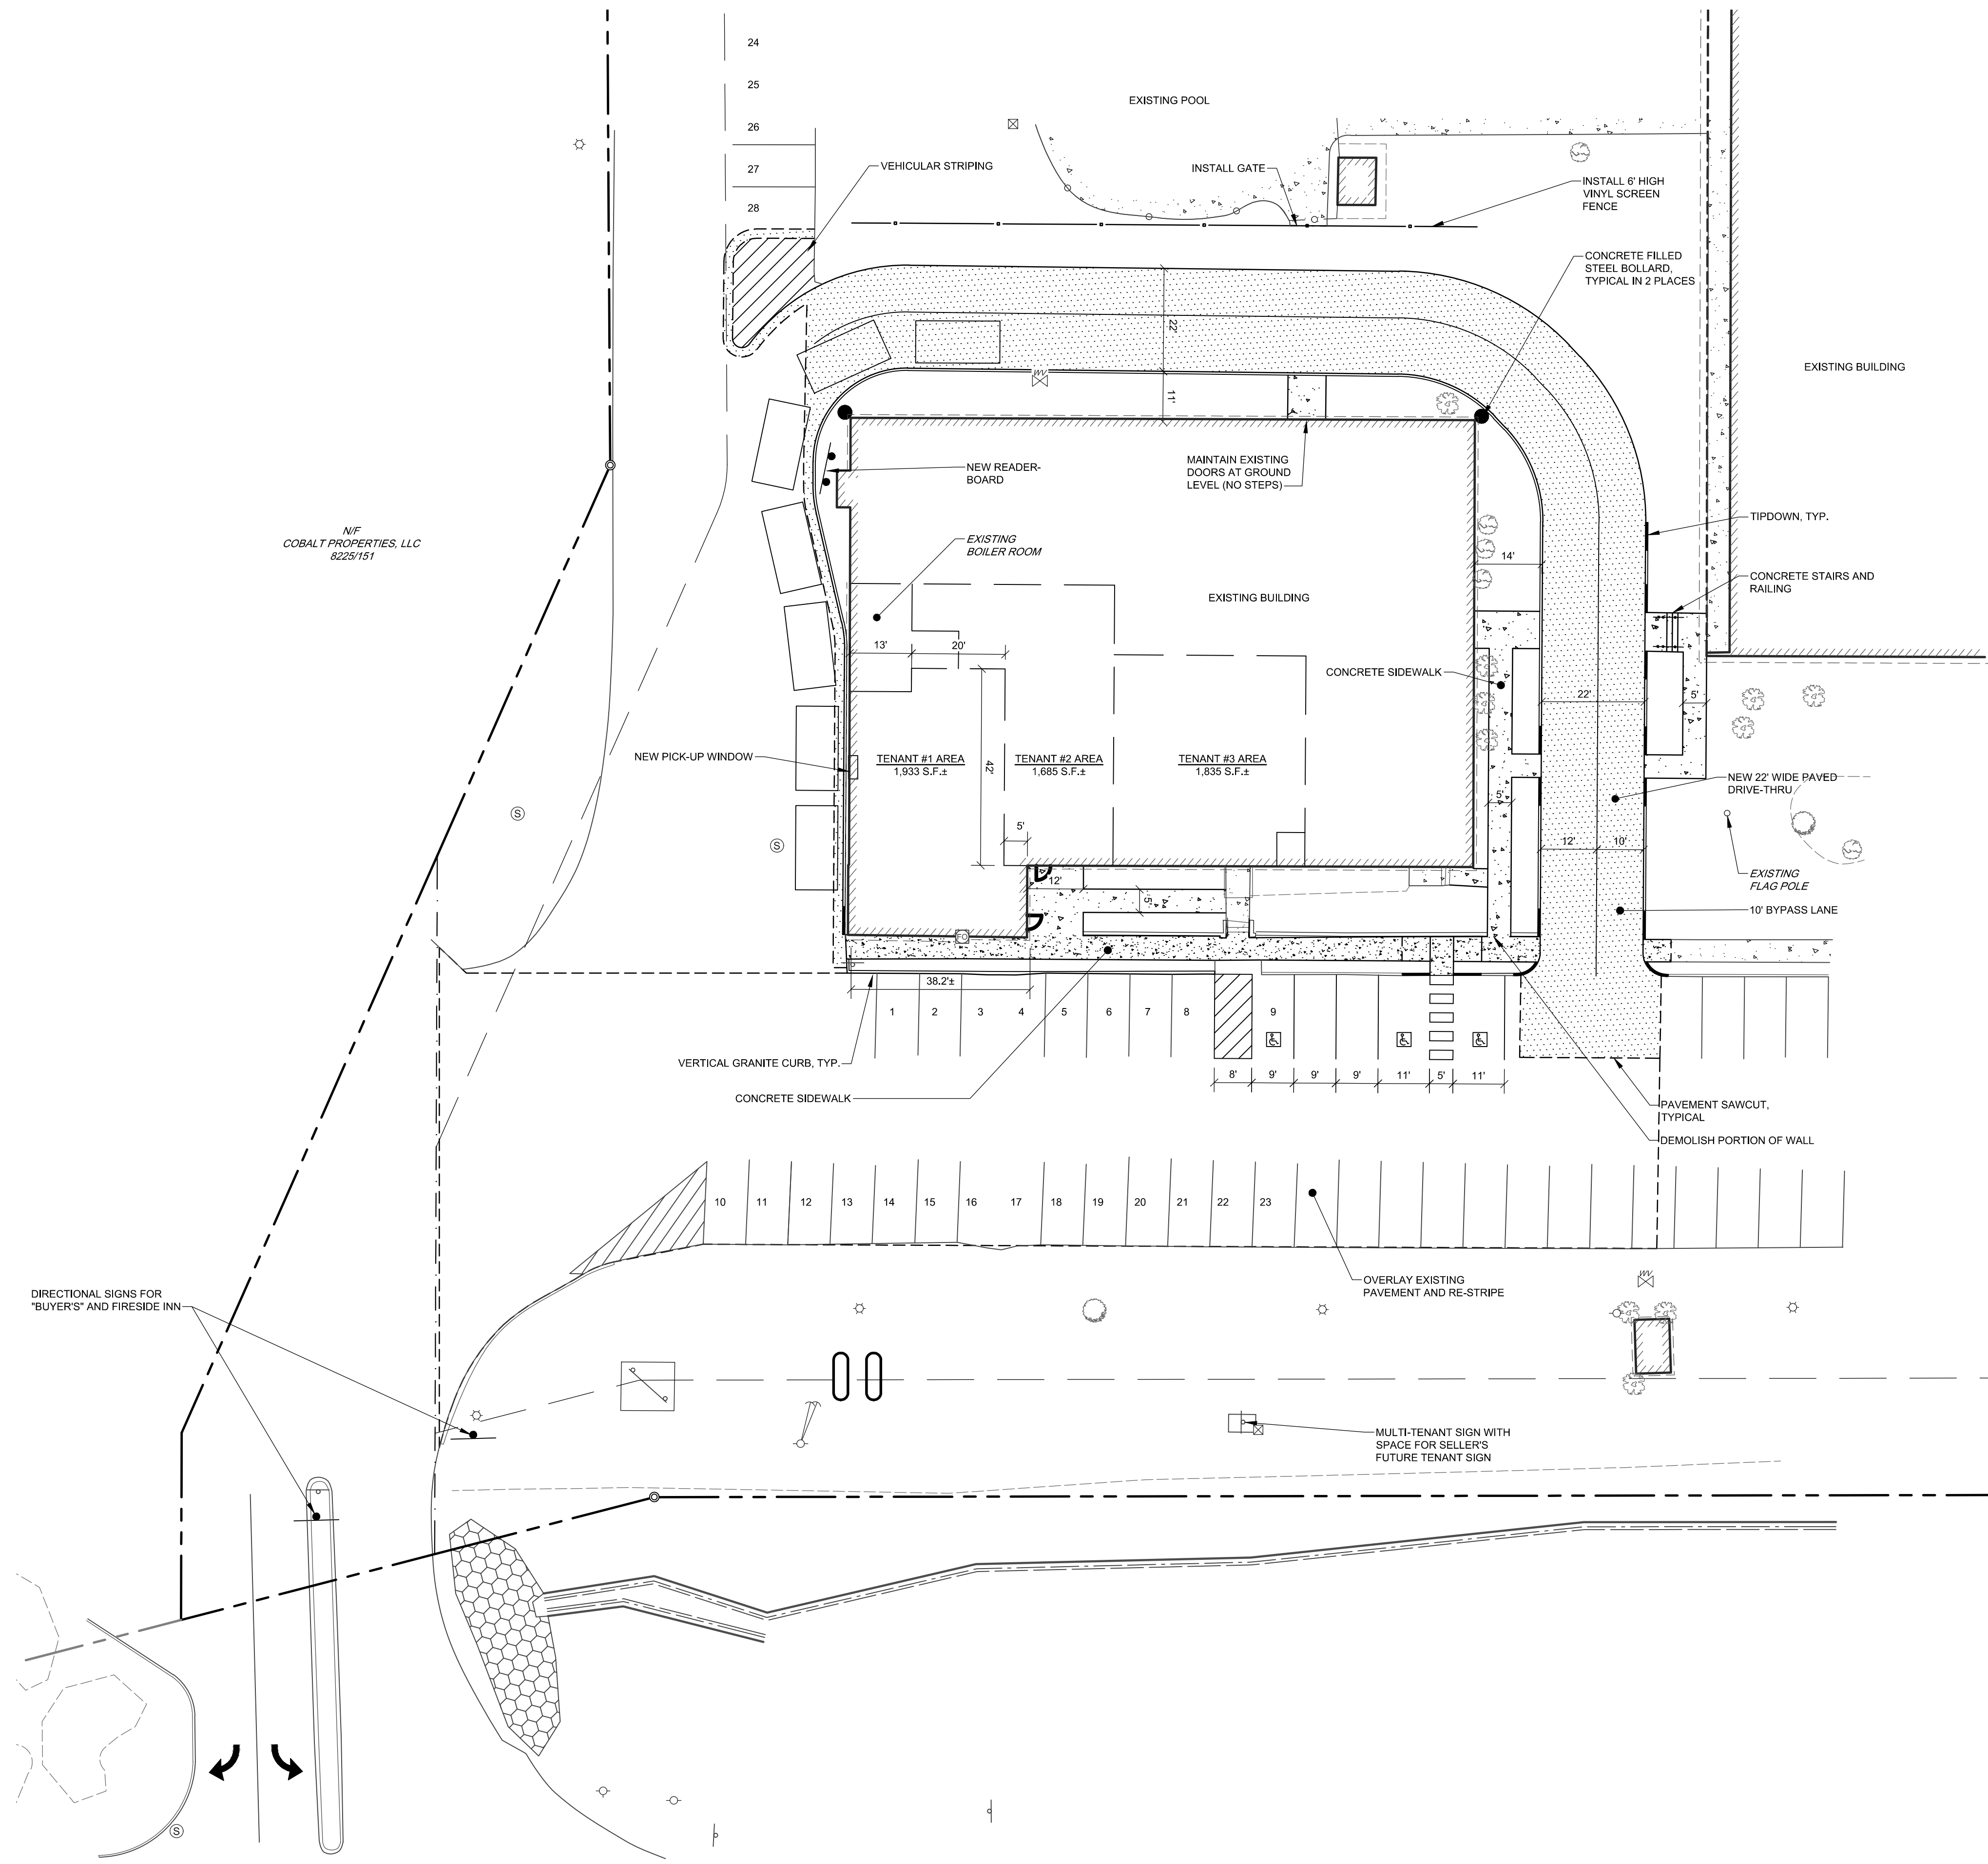 24
25
26
27
28
EXISTING POOL
VEHICULAR STRIPING
INSTALL GATE
INSTALL 6' HIGH
VINYL SCREEN
FENCE
CONCRETE FILLED
STEEL BOLLARD,
TYPICAL IN 2 PLACES
22'
WV
11'
EXISTING BUILDING
NEW READER-
BOARD
MAINTAIN EXISTING
DOORS AT GROUND
LEVEL (NO STEPS)
N/F
COBALT PROPERTIES, LLC
8225/151
EXISTING
BOILER ROOM
TIPDOWN, TYP.
14'
CONCRETE STAIRS AND
RAILING
EXISTING BUILDING
13'
20'
CONCRETE SIDEWALK
22'
5'
NEW PICK-UP WINDOW
TENANT #1 AREA
1,933 S.F.±
42'
TENANT #2 AREA
1,685 S.F.±
TENANT #3 AREA
1,835 S.F.±
NEW 22' WIDE PAVED
DRIVE-THRU
5'
S
S
5'
12'
10'
EXISTING
FLAG POLE
12'
5'
10' BYPASS LANE
FO
38.2'±
1
2
3
4
5
6
7
8
9
VERTICAL GRANITE CURB, TYP.
8'
9'
9'
9'
11'
5'
11'
CONCRETE SIDEWALK
PAVEMENT SAWCUT,
TYPICAL
DEMOLISH PORTION OF WALL
10
11
12
13
14
15
16
17
18
19
20
21
22
23
OVERLAY EXISTING
PAVEMENT AND RE-STRIPE
WV
DIRECTIONAL SIGNS FOR
"BUYER'S" AND FIRESIDE INN
MULTI-TENANT SIGN WITH
SPACE FOR SELLER'S
FUTURE TENANT SIGN
S